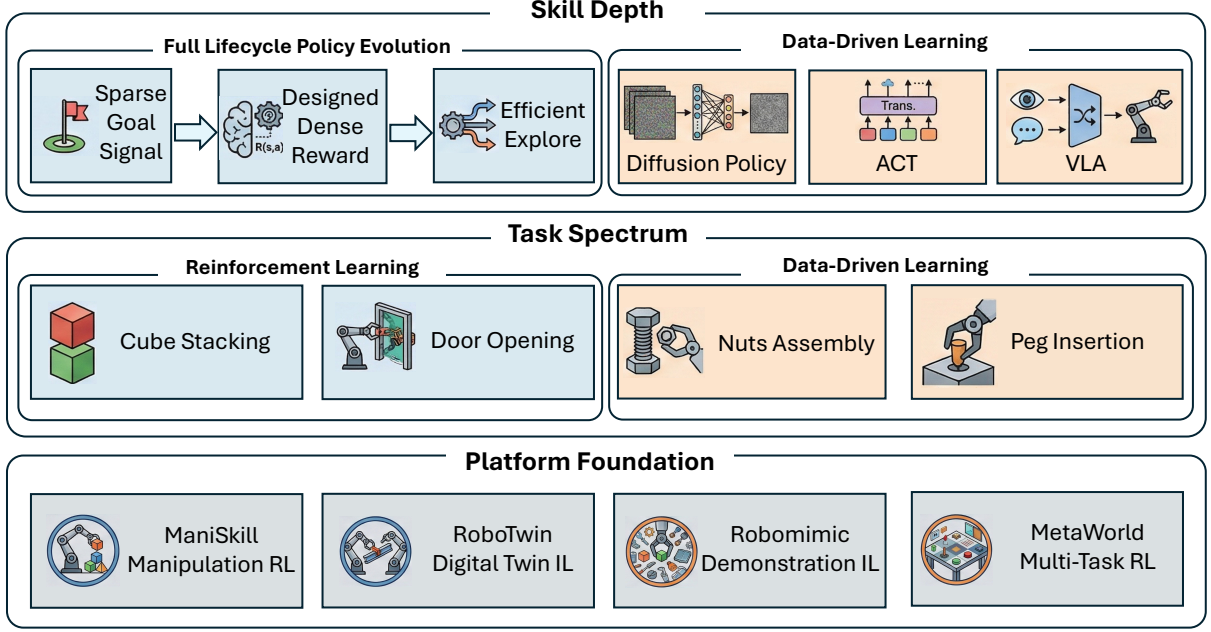 Skill Depth
Full Lifecycle Policy Evolution
Sparse
Goal
Signal
R(s,a)
Designed
Dense
Reward
Efficient
Explore
Data-Driven Learning
Diffusion Policy
Trans.
ACT
VLA
Task Spectrum
Reinforcement Learning
Cube Stacking
Door Opening
Data-Driven Learning
Nuts Assembly
Peg Insertion
Platform Foundation
ManiSkill
Manipulation RL
RoboTwin
Digital Twin IL
Robomimic
Demonstration IL
MetaWorld
Multi-Task RL